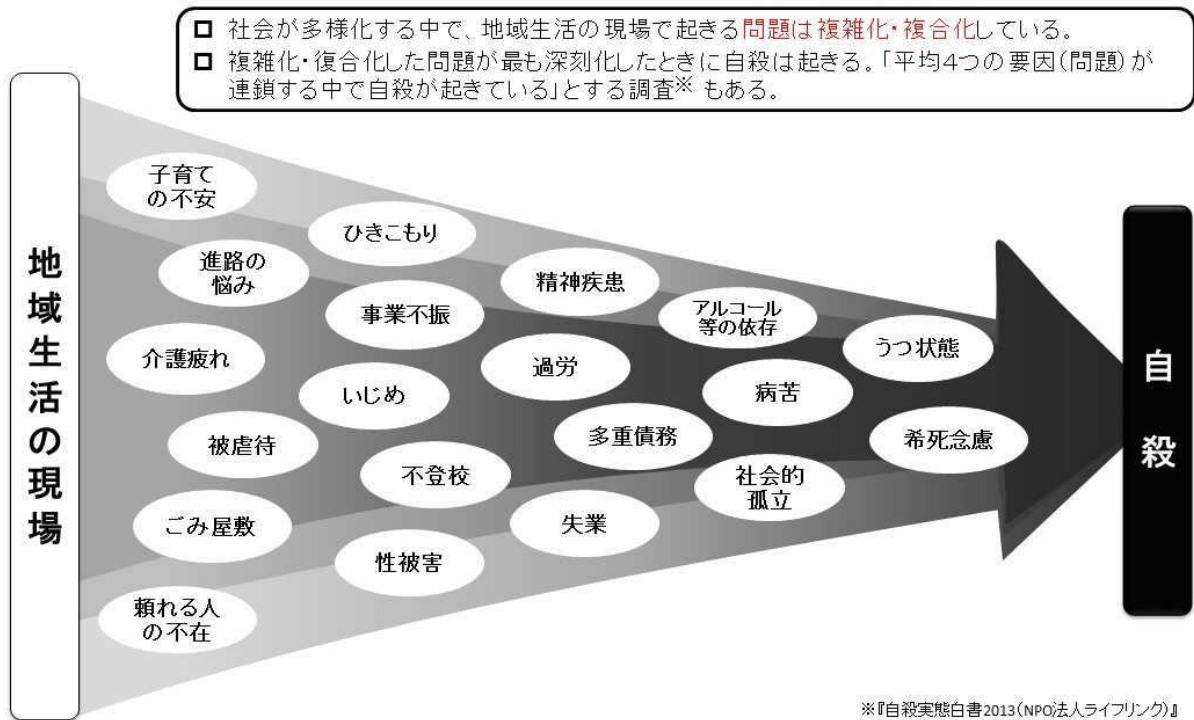 □ 社会が多様化する中で、地域生活の現場で起きる問題は複雑化・複合化している。
□ 複雑化・復合化した問題が最も深刻化したときに自殺は起きる。「平均4つの要因(問題)が
連鎖する中で自殺が起きている」とする調査※ もある。
地域生活の現場
子育て
の不安
ひきこもり
進路の
悩み
精神疾患
事業不振
アルコール
等の依存
うつ状態
介護疲れ
過労
いじめ
病苦
被虐待
多重債務
希死念慮
不登校
社会的
孤立
ごみ屋敷
失業
性被害
頼れる人
の不在
自殺
※『自殺実態白書2013(NPO法人ライフリンク)』